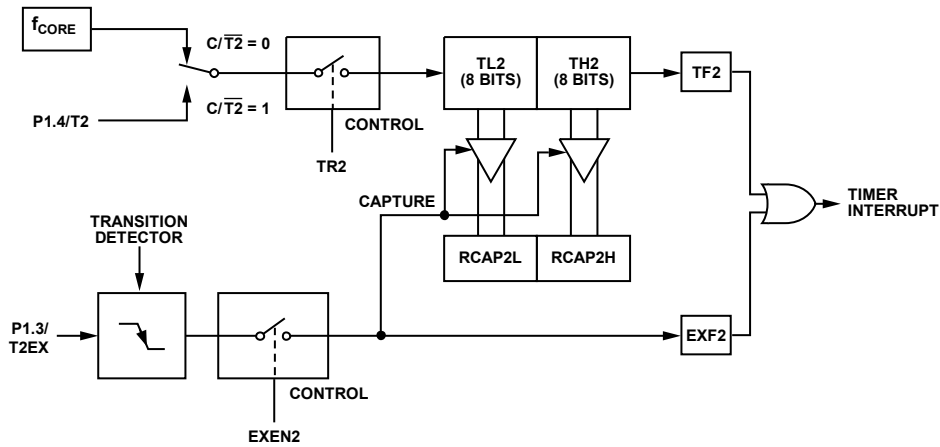 fCORE
C/T2̅ = 0
C/T2̅ = 1
P1.4/T2
CONTROL
TR2
TL2
(8 BITS)
TH2
(8 BITS)
TF2
CAPTURE
TIMER
INTERRUPT
TRANSITION
DETECTOR
RCAP2L
RCAP2H
P1.3/
T2EX
CONTROL
EXEN2
EXF2